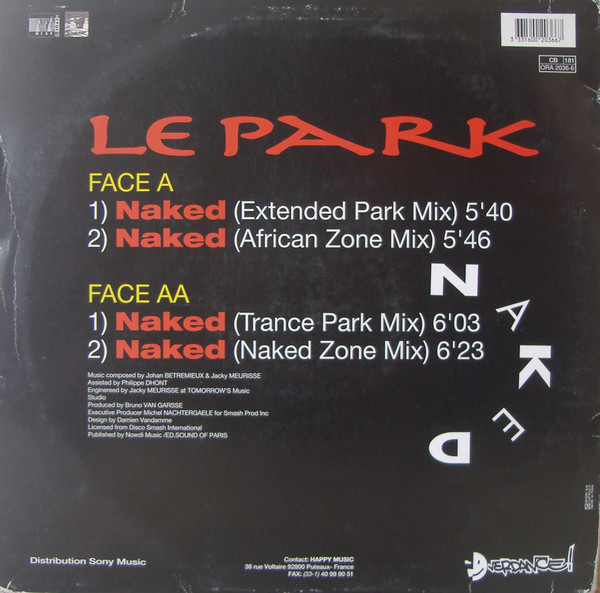 3 331600 203667
CB 181
ORA 2036-6
LE PARK
FACE A
1) Naked (Extended Park Mix) 5'40
2) Naked (African Zone Mix) 5'46
FACE AA
1) Naked (Trance Park Mix) 6'03
2) Naked (Naked Zone Mix) 6'23
NAKED
Music composed by Johan BETREMIEUX & Jacky MEURISSE
Assisted by Philippe DHONT
Engineered by Jacky MEURISSE at TOMORROW'S Music
Studio
Produced by Bruno VAN GARSSE
Executive Producer Michel NACHTERGAELE for Smash Prod Inc
Design by Damien Vandamme
Licensed from Disco Smash International
Published by Nowdi Music /ED.SOUND OF PARIS
Distribution Sony Music
Contact: HAPPY MUSIC
38 rue Voltaire 92800 Puteaux- France
FAX: (33-1) 40 99 90 51
OVERDANCE!